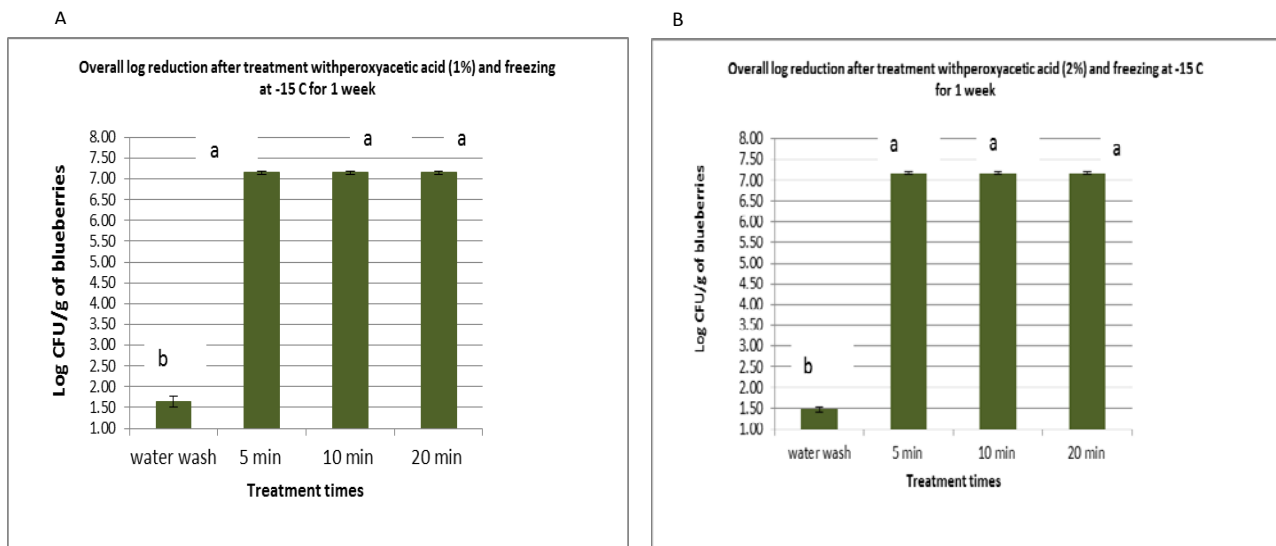 A
Overall log reduction after treatment withperoxyacetic acid (1%) and freezing
at -15 C for 1 week
Log CFU/g of blueberries
8.00
7.50
7.00
6.50
6.00
5.50
5.00
4.50
4.00
3.50
3.00
2.50
2.00
1.50
1.00
b
a
a
a
water wash 5 min 10 min 20 min
Treatment times
B
Overall log reduction after treatment withperoxyacetic acid (2%) and freezing at -15 C
for 1 week
Log CFU/g of blueberries
8.00
7.50
7.00
6.50
6.00
5.50
5.00
4.50
4.00
3.50
3.00
2.50
2.00
1.50
1.00
b
a
a
a
water wash 5 min 10 min 20 min
Treatment times